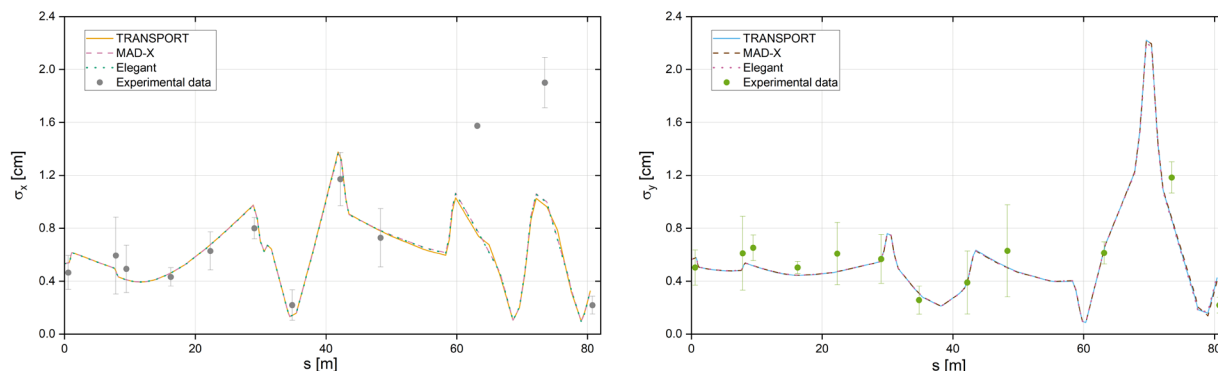 2.4
2.0
1.6
1.2
0.8
0.4
0.0
σx [cm]
TRANSPORT
MAD-X
Elegant
Experimental data
0
20
40
60
80
s [m]
2.4
2.0
1.6
1.2
0.8
0.4
0.0
σy [cm]
TRANSPORT
MAD-X
Elegant
Experimental data
0
20
40
60
80
s [m]